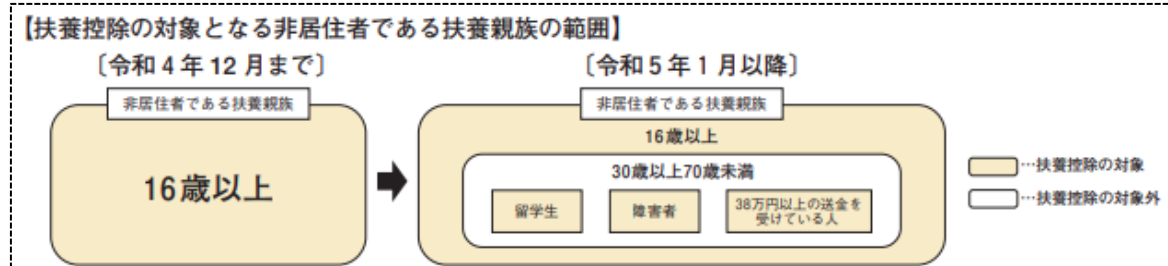 【扶養控除の対象となる非居住者である扶養親族の範囲】
〔令和4年12月まで〕
〔令和5年1月以降〕
非居住者である扶養親族
非居住者である扶養親族
16歳以上
16歳以上
30歳以上70歳未満
留学生
障害者
38万円以上の送金を
受けている人
…扶養控除の対象
…扶養控除の対象外